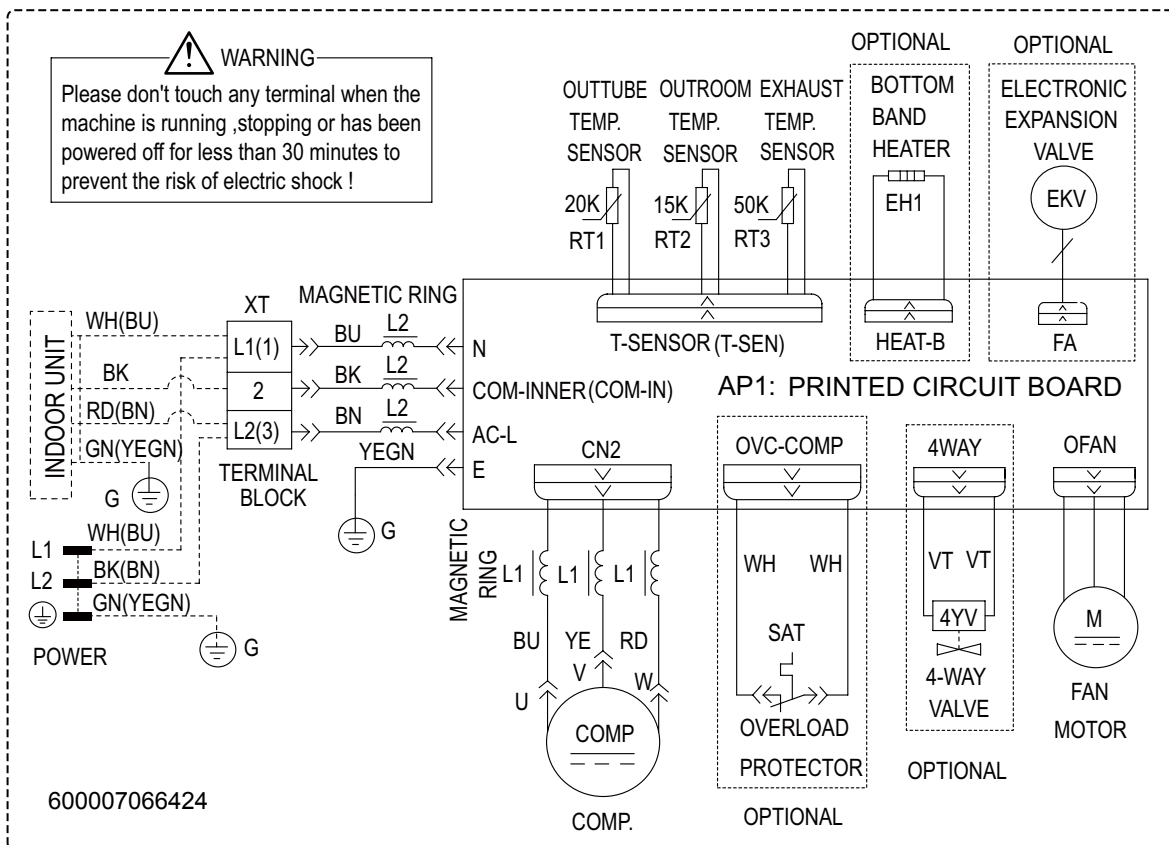 WARNING
Please don't touch any terminal when the
machine is running ,stopping or has been
powered off for less than 30 minutes to
prevent the risk of electric shock !
OUTTUBE
TEMP.
SENSOR
OUTROOM
TEMP.
SENSOR
EXHAUST
TEMP.
SENSOR
20K
RT1
15K
RT2
50K
RT3
OPTIONAL
BOTTOM
BAND
HEATER
EH1
HEAT-B
OPTIONAL
ELECTRONIC
EXPANSION
VALVE
EKV
FA
T-SENSOR (T-SEN)
INDOOR UNIT
WH(BU)
BK
RD(BN)
GN(YEGN)
G
XT
L1(1)
2
L2(3)
TERMINAL
BLOCK
MAGNETIC RING
BU
L2
N
BK
L2
COM-INNER (COM-IN)
BN
L2
AC-L
YEGN
E
G
AP1: PRINTED CIRCUIT BOARD
L1
WH(BU)
L2
BK(BN)
GN(YEGN)
G
POWER
CN2
MAGNETIC
RING
L1
L1
L1
BU
YE
RD
U
V
W
COMP
COMP.
OVC-COMP
WH
WH
SAT
OVERLOAD
PROTECTOR
OPTIONAL
4WAY
VT
VT
4YV
4-WAY
VALVE
OPTIONAL
OFAN
M
FAN
MOTOR
600007066424